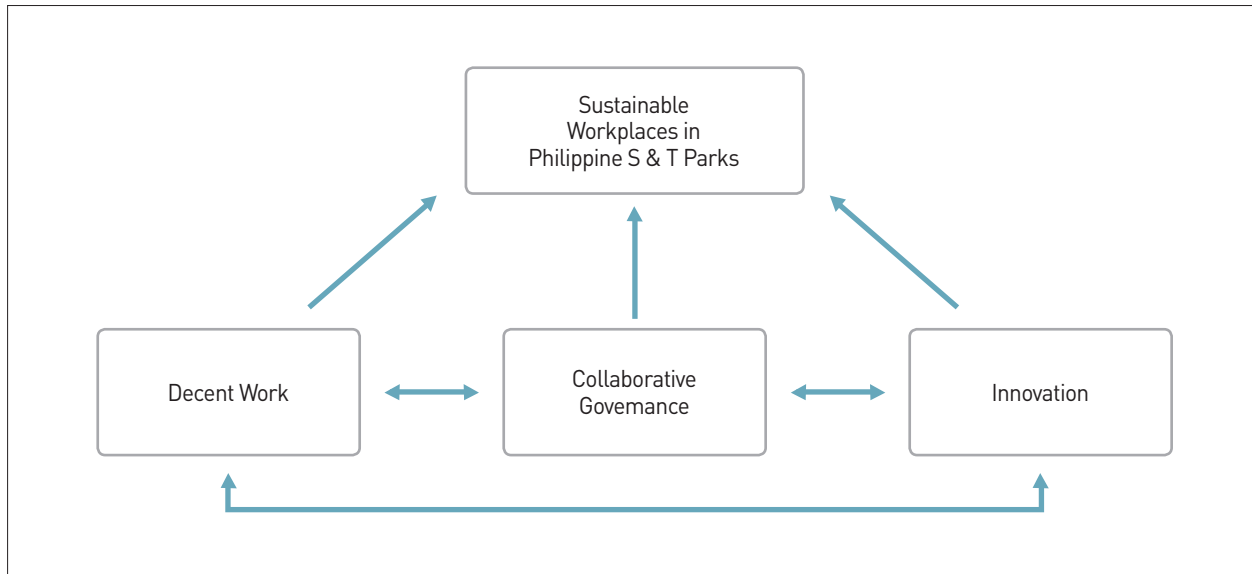 Sustainable
Workplaces in
Philippine S & T Parks
Decent Work
Collaborative
Govemance
Innovation